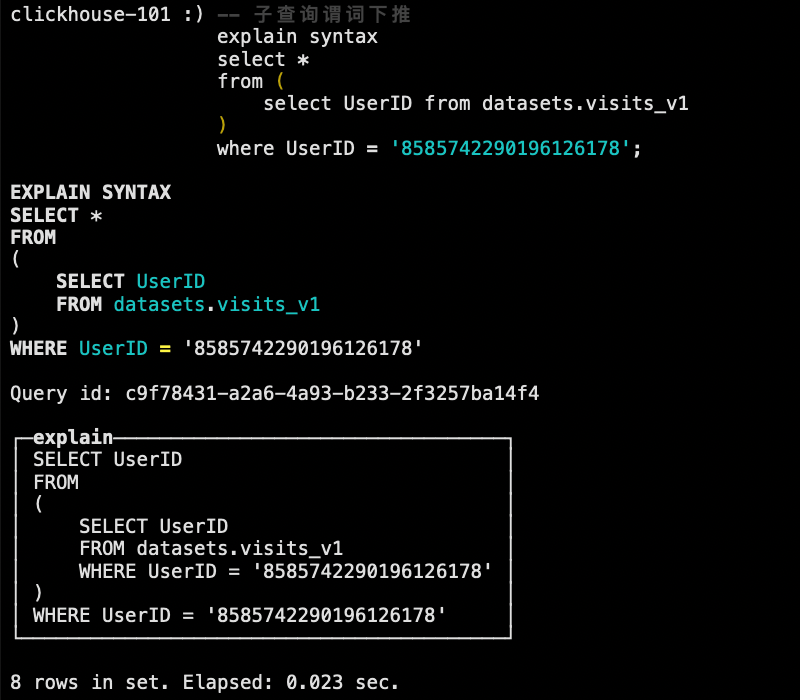 clickhouse-101 :) -- 子查询谓词下推
explain syntax
select *
from (
select UserID from datasets.visits_v1
)
where UserID = '8585742290196126178';
EXPLAIN SYNTAX
SELECT *
FROM
(
SELECT UserID
FROM datasets.visits_v1
)
WHERE UserID = '8585742290196126178'
Query id: c9f78431-a2a6-4a93-b233-2f3257ba14f4
explain
SELECT UserID
FROM
(
SELECT UserID
FROM datasets.visits_v1
WHERE UserID = '8585742290196126178'
)
WHERE UserID = '8585742290196126178'
8 rows in set. Elapsed: 0.023 sec.